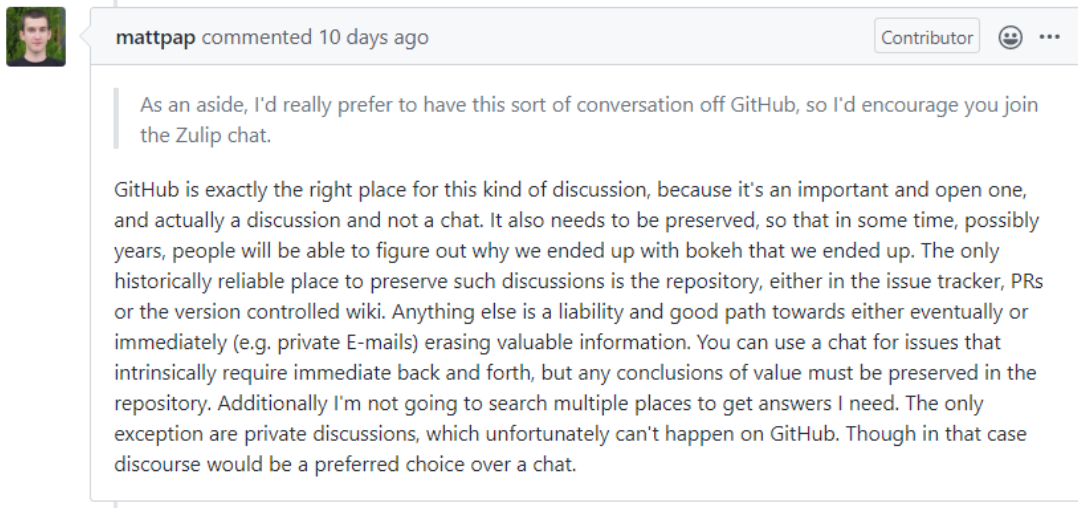 mattpap commented 10 days ago Contributor
As an aside, I'd really prefer to have this sort of conversation off GitHub, so I'd encourage you join
the Zulip chat.
GitHub is exactly the right place for this kind of discussion, because it's an important and open one,
and actually a discussion and not a chat. It also needs to be preserved, so that in some time, possibly
years, people will be able to figure out why we ended up with bokeh that we ended up. The only
historically reliable place to preserve such discussions is the repository, either in the issue tracker, PRs
or the version controlled wiki. Anything else is a liability and good path towards either eventually or
immediately (e.g. private E-mails) erasing valuable information. You can use a chat for issues that
intrinsically require immediate back and forth, but any conclusions of value must be preserved in the
repository. Additionally I'm not going to search multiple places to get answers I need. The only
exception are private discussions, which unfortunately can't happen on GitHub. Though in that case
discourse would be a preferred choice over a chat.